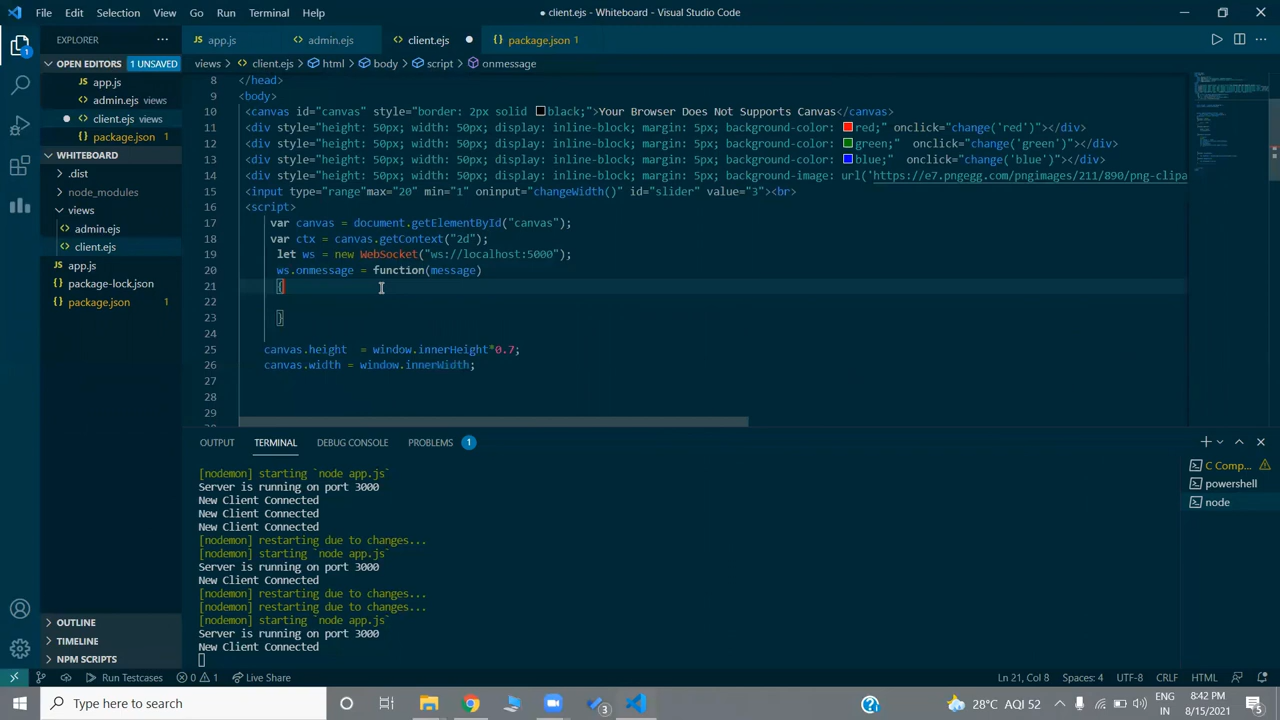 File Edit Selection View Go Run Terminal Help ● client.ejs - Whiteboard - Visual Studio Code
EXPLORER ···
app.js <> admin.ejs <> client.ejs ● {} package.json 1
views > <> client.ejs > html > body > script > onmessage
OPEN EDITORS 1 UNSAVED
app.js
<> admin.ejs views
● <> client.ejs views
{} package.json 1
WHITEBOARD
> .dist
> node_modules
views
<> admin.ejs
<> client.ejs
app.js
{} package-lock.json
{} package.json 1
OUTLINE
TIMELINE
NPM SCRIPTS
8 </head>
9 <body>
10 <canvas id="canvas" style="border: 2px solid black;">Your Browser Does Not Supports Canvas</canvas>
11 <div style="height: 50px; width: 50px; display: inline-block; margin: 5px; background-color: red;" onclick="change('red')"></div>
12 <div style="height: 50px; width: 50px; display: inline-block; margin: 5px; background-color: green;" onclick="change('green')"></div>
13 <div style="height: 50px; width: 50px; display: inline-block; margin: 5px; background-color: blue;" onclick="change('blue')"></div>
14 <div style="height: 50px; width: 50px; display: inline-block; margin: 5px; background-image: url('https://e7.pngegg.com/pngimages/211/890/png-clipa
15 <input type="range"max="20" min="1" oninput="changeWidth()" id="slider" value="3"><br>
16 <script>
17 var canvas = document.getElementById("canvas");
18 var ctx = canvas.getContext("2d");
19 let ws = new WebSocket("ws://localhost:5000");
20 ws.onmessage = function(message)
21 {
22
23 }
24
25 canvas.height = window.innerHeight*0.7;
26 canvas.width = window.innerWidth;
27
28
29
OUTPUT TERMINAL DEBUG CONSOLE PROBLEMS 1
[nodemon] starting `node app.js`
Server is running on port 3000
New Client Connected
New Client Connected
New Client Connected
[nodemon] restarting due to changes...
[nodemon] starting `node app.js`
Server is running on port 3000
New Client Connected
[nodemon] restarting due to changes...
[nodemon] restarting due to changes...
[nodemon] starting `node app.js`
Server is running on port 3000
New Client Connected
C Comp...
powershell
node
1
0 1 Run Testcases Live Share Ln 21, Col 8 Spaces: 4 UTF-8 CRLF HTML
Type here to search
3
28°C AQI 52
ENG
IN
8:42 PM
8/15/2021
5